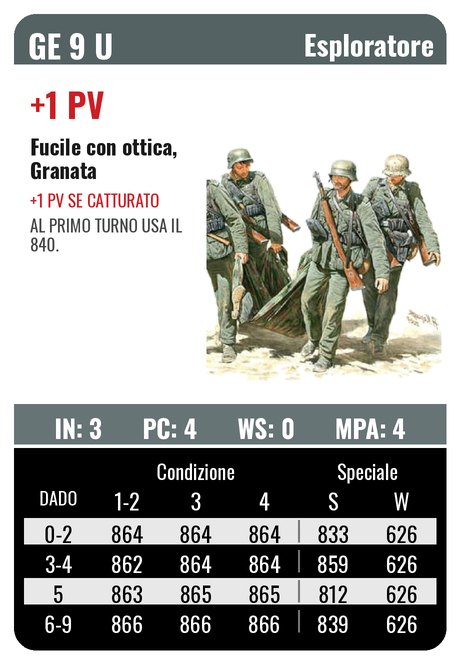 GE 9 U
Esploratore
+1 PV
Fucile con ottica,
Granata
+1 PV SE CATTURATO
AL PRIMO TURNO USA IL
840.
IN: 3 PC: 4 WS: 0 MPA: 4
Condizione Speciale
DADO 1-2 3 4 S W
0-2 864 864 864 833 626
3-4 862 864 864 859 626
5 863 865 865 812 626
6-9 866 866 866 839 626